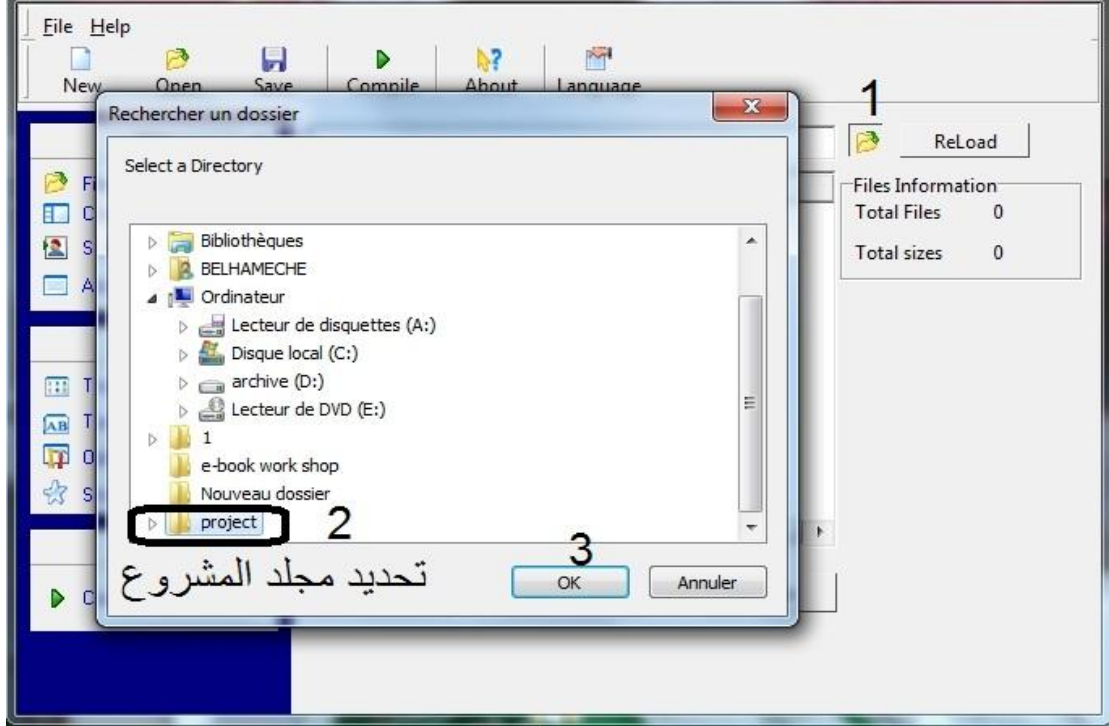 File Help
New Open Save Compile About Language
1
Rechercher un dossier
ReLoad
Select a Directory
Files Information
Total Files 0
Total sizes 0
Bibliothèques
BELHAMECHE
Ordinateur
Lecteur de disquettes (A:)
Disque local (C:)
archive (D:)
Lecteur de DVD (E:)
1
e-book work shop
Nouveau dossier
project 2
3
تحديد مجلد المشروع
OK Annuler